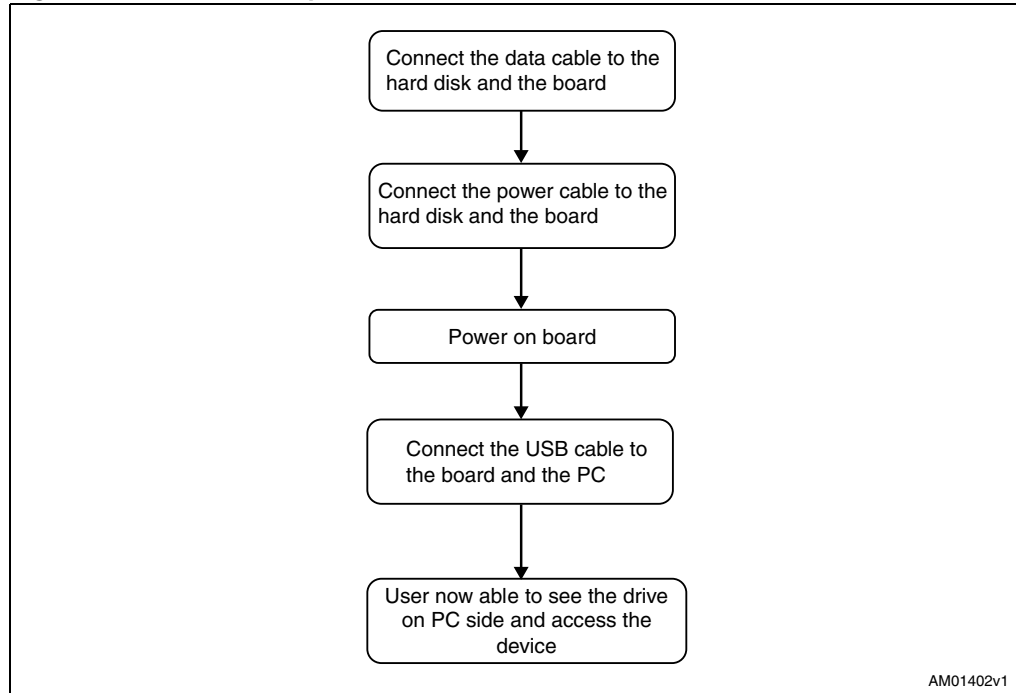 Connect the data cable to the
hard disk and the board
Connect the power cable to the
hard disk and the board
Power on board
Connect the USB cable to
the board and the PC
User now able to see the drive
on PC side and access the
device
AM01402v1